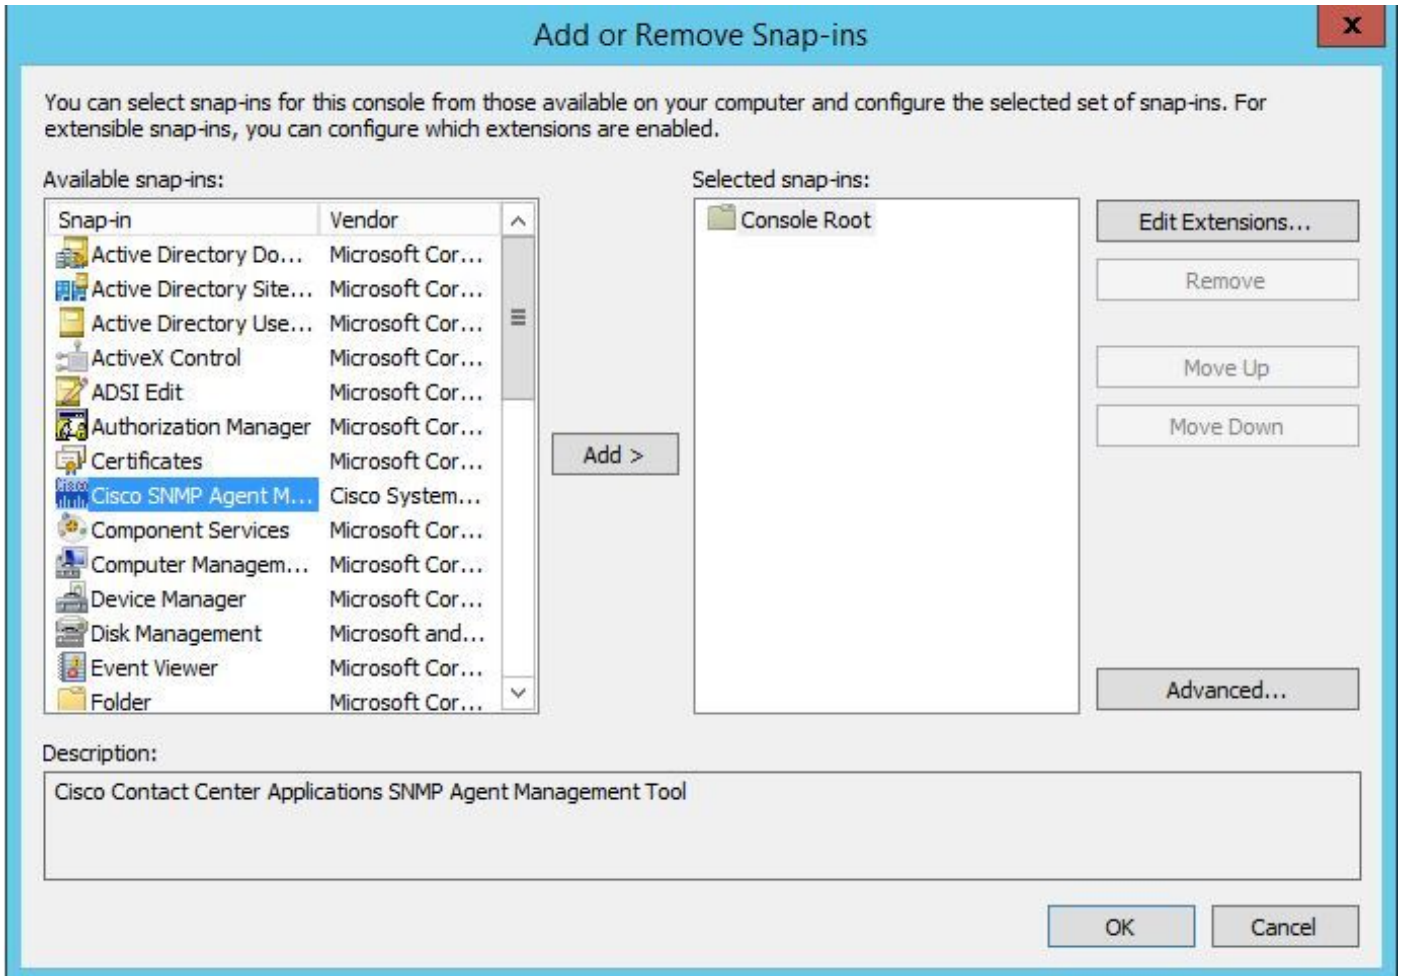 Add or Remove Snap-ins
X
You can select snap-ins for this console from those available on your computer and configure the selected set of snap-ins. For
extensible snap-ins, you can configure which extensions are enabled.
Available snap-ins:
Snap-in Vendor
Active Directory Do... Microsoft Cor...
Active Directory Site... Microsoft Cor...
Active Directory Use... Microsoft Cor...
ActiveX Control Microsoft Cor...
ADSI Edit Microsoft Cor...
Authorization Manager Microsoft Cor...
Certificates Microsoft Cor...
Cisco Cisco SNMP Agent M... Cisco System...
Component Services Microsoft Cor...
Computer Managem... Microsoft Cor...
Device Manager Microsoft Cor...
Disk Management Microsoft and...
Event Viewer Microsoft Cor...
Folder Microsoft Cor...
Add >
Selected snap-ins:
Console Root
Edit Extensions...
Remove
Move Up
Move Down
Advanced...
Description:
Cisco Contact Center Applications SNMP Agent Management Tool
OK
Cancel